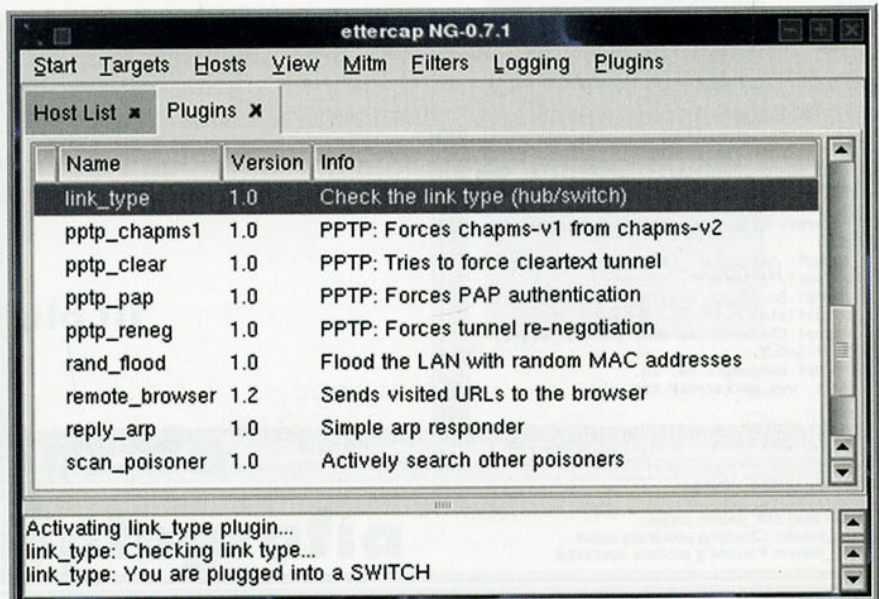 ettercap NG-0.7.1
Start Targets Hosts View Mitm Filters Logging Plugins
Host List × Plugins ×
Name Version Info
link_type 1.0 Check the link type (hub/switch)
pptp_chapms1 1.0 PPTP: Forces chapms-v1 from chapms-v2
pptp_clear 1.0 PPTP: Tries to force cleartext tunnel
pptp_pap 1.0 PPTP: Forces PAP authentication
pptp_reneg 1.0 PPTP: Forces tunnel re-negotiation
rand_flood 1.0 Flood the LAN with random MAC addresses
remote_browser 1.2 Sends visited URLs to the browser
reply_arp 1.0 Simple arp responder
scan_poisoner 1.0 Actively search other poisoners
Activating link_type plugin...
link_type: Checking link type...
link_type: You are plugged into a SWITCH